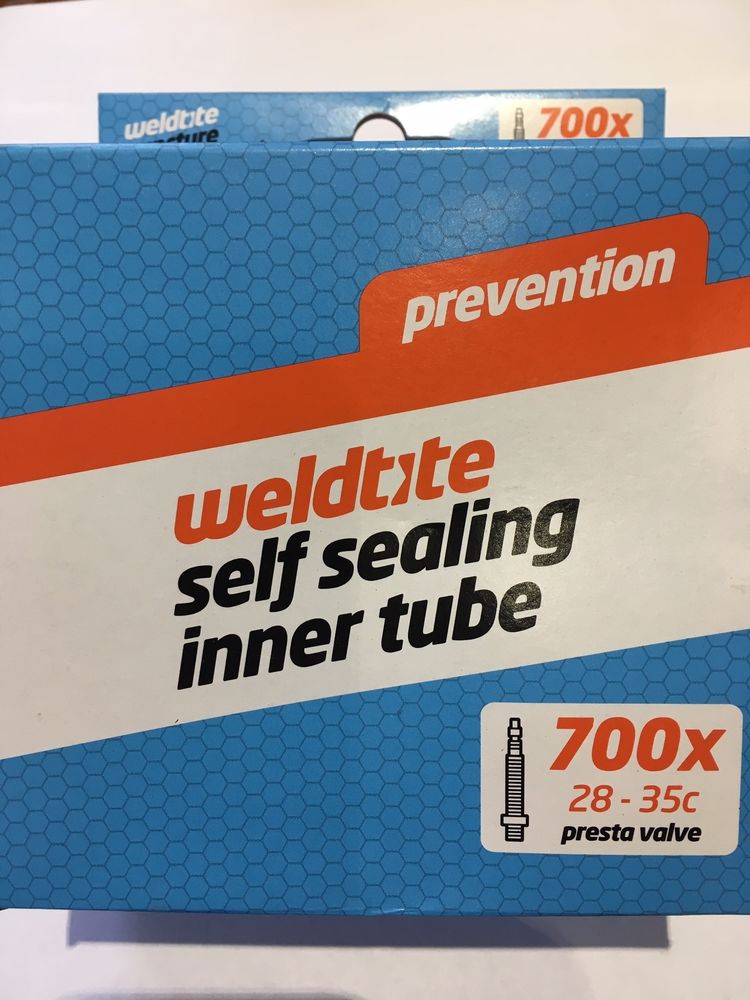 weldtite
700x
prevention
weldtite
self sealing
inner tube
700x
28 - 35c
presta valve